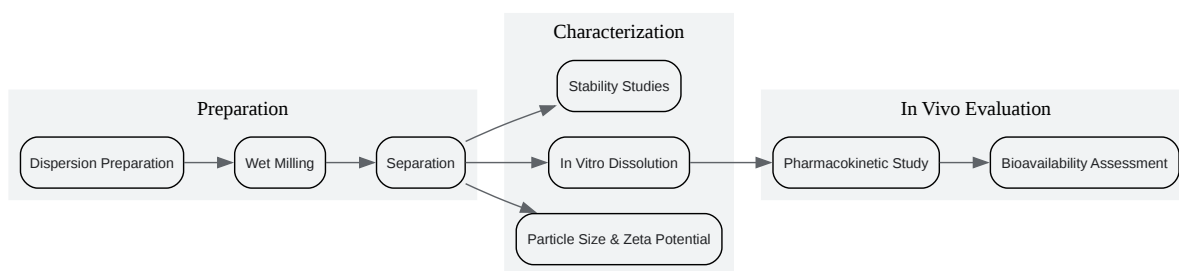 Preparation
Dispersion Preparation
Wet Milling
Separation
Characterization
Stability Studies
In Vitro Dissolution
Particle Size & Zeta Potential
In Vivo Evaluation
Pharmacokinetic Study
Bioavailability Assessment